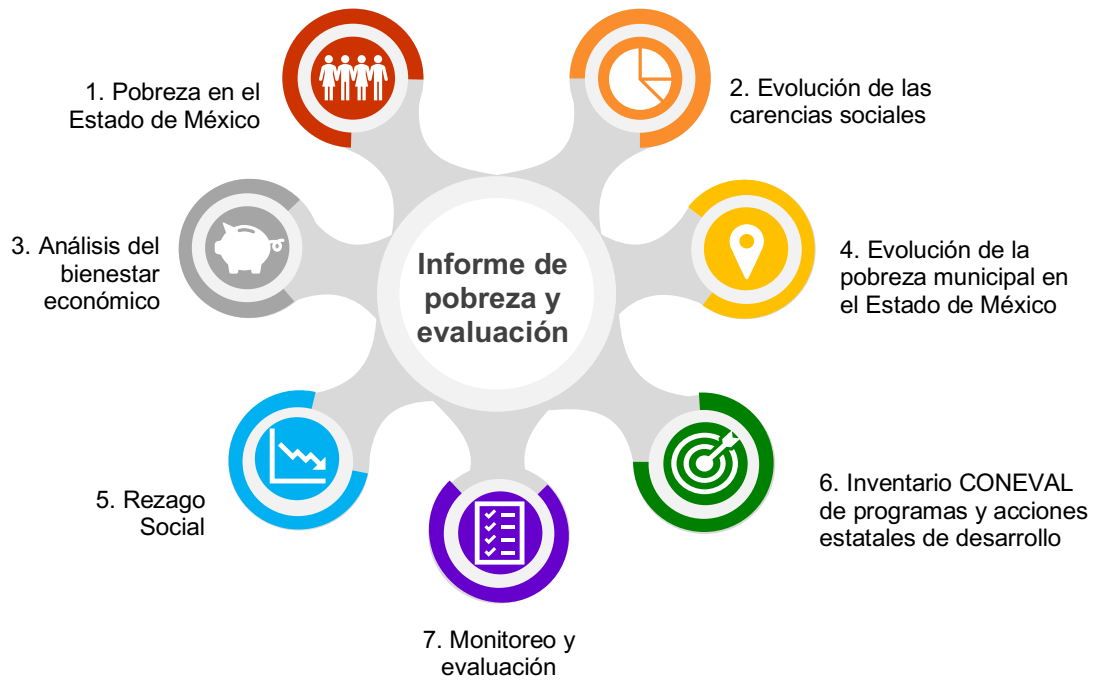 1. Pobreza en el
Estado de México
2. Evolución de las
carencias sociales
3. Análisis del
bienestar
económico
Informe de
pobreza y
evaluación
4. Evolución de la
pobreza municipal en
el Estado de México
5. Rezago
Social
6. Inventario CONEVAL
de programas y acciones
estatales de desarrollo
7. Monitoreo y
evaluación